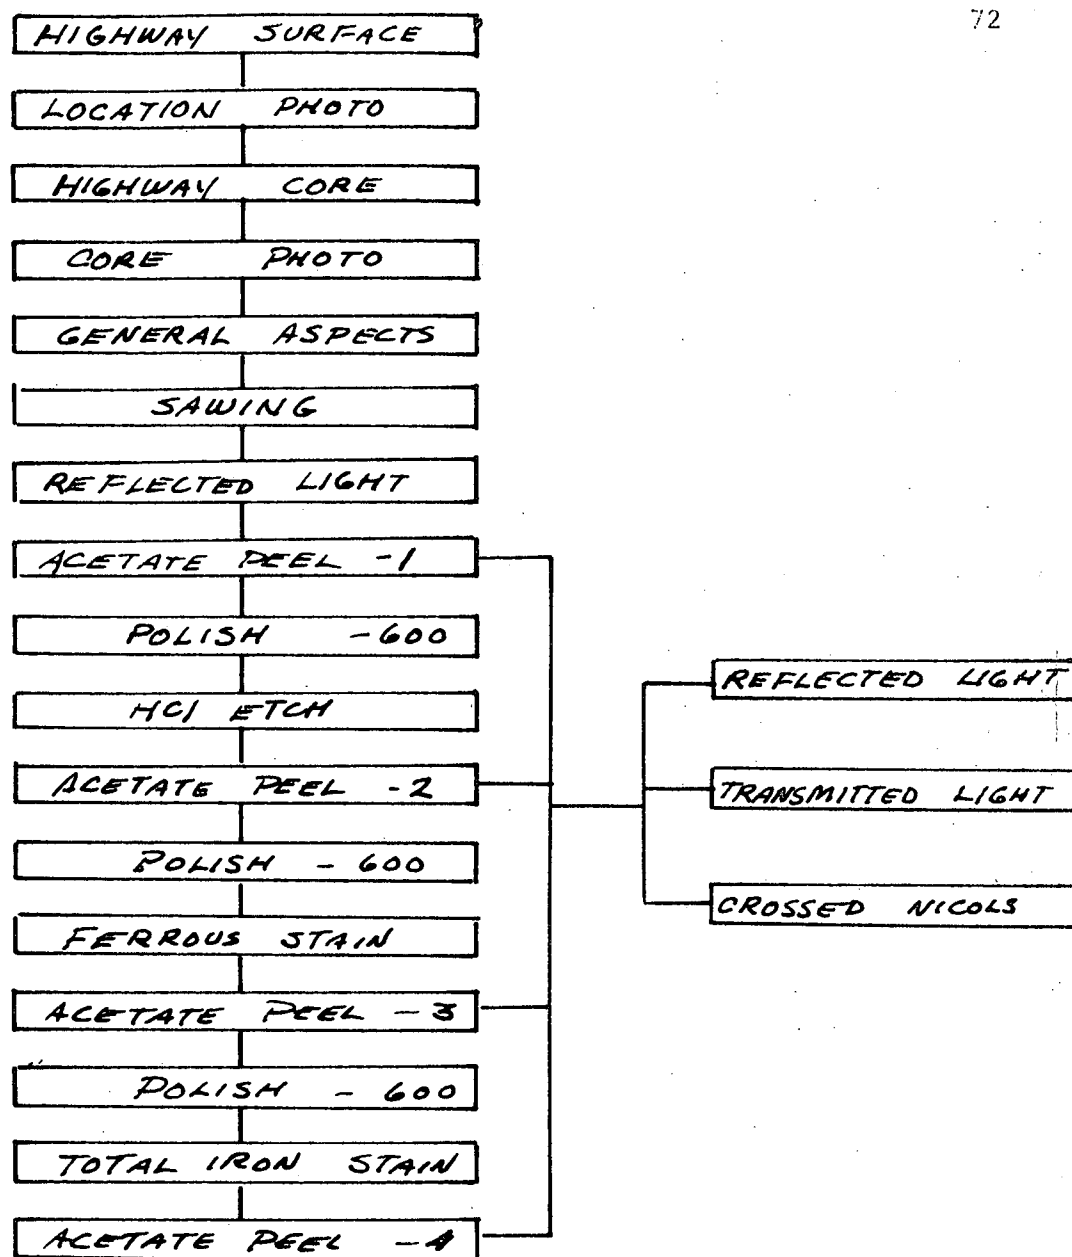 72
HIGHWAY SURFACE
LOCATION PHOTO
HIGHWAY CORE
CORE PHOTO
GENERAL ASPECTS
SAWING
REFLECTED LIGHT
ACETATE PEEL -1
POLISH -600
HCl ETCH
ACETATE PEEL -2
POLISH - 600
FERROUS STAIN
ACETATE PEEL - 3
POLISH - 600
TOTAL IRON STAIN
ACETATE PEEL -4
REFLECTED LIGHT
TRANSMITTED LIGHT
CROSSED NICOLS